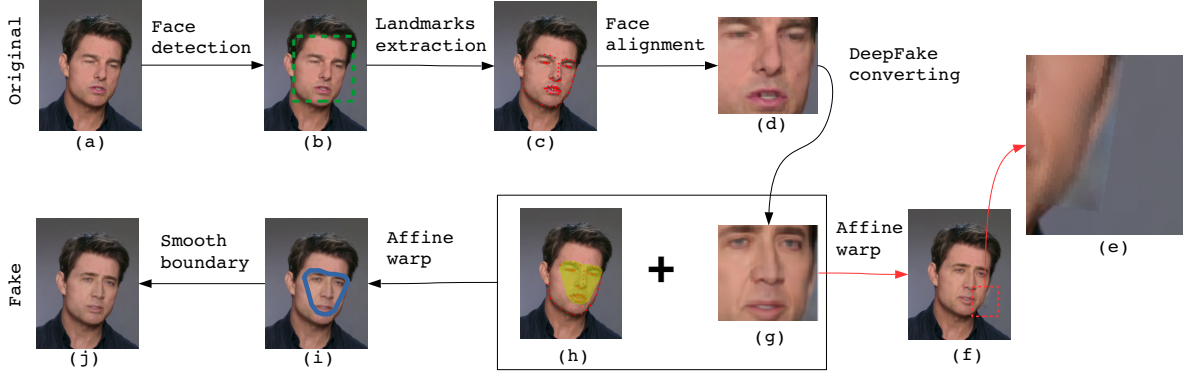 Original
Face
detection
Landmarks
extraction
Face
alignment
DeepFake
converting
(a)
(b)
(c)
(d)
(e)
Fake
Smooth
boundary
Affine
warp
+
Affine
warp
(j)
(i)
(h)
(g)
(f)